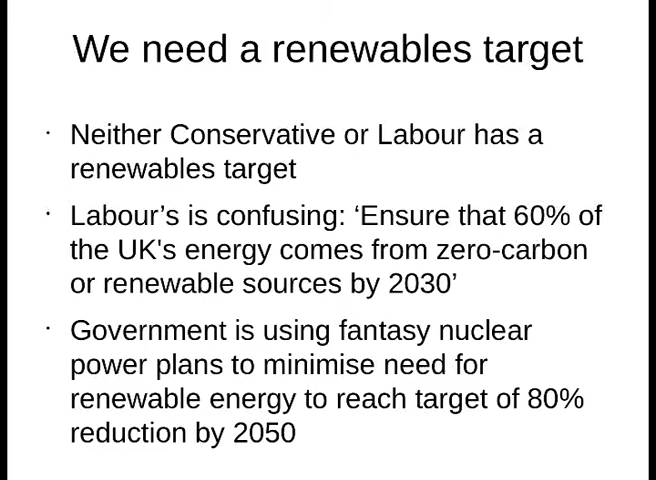 We need a renewables target
· Neither Conservative or Labour has a
renewables target
· Labour’s is confusing: ‘Ensure that 60% of
the UK's energy comes from zero-carbon
or renewable sources by 2030’
· Government is using fantasy nuclear
power plans to minimise need for
renewable energy to reach target of 80%
reduction by 2050